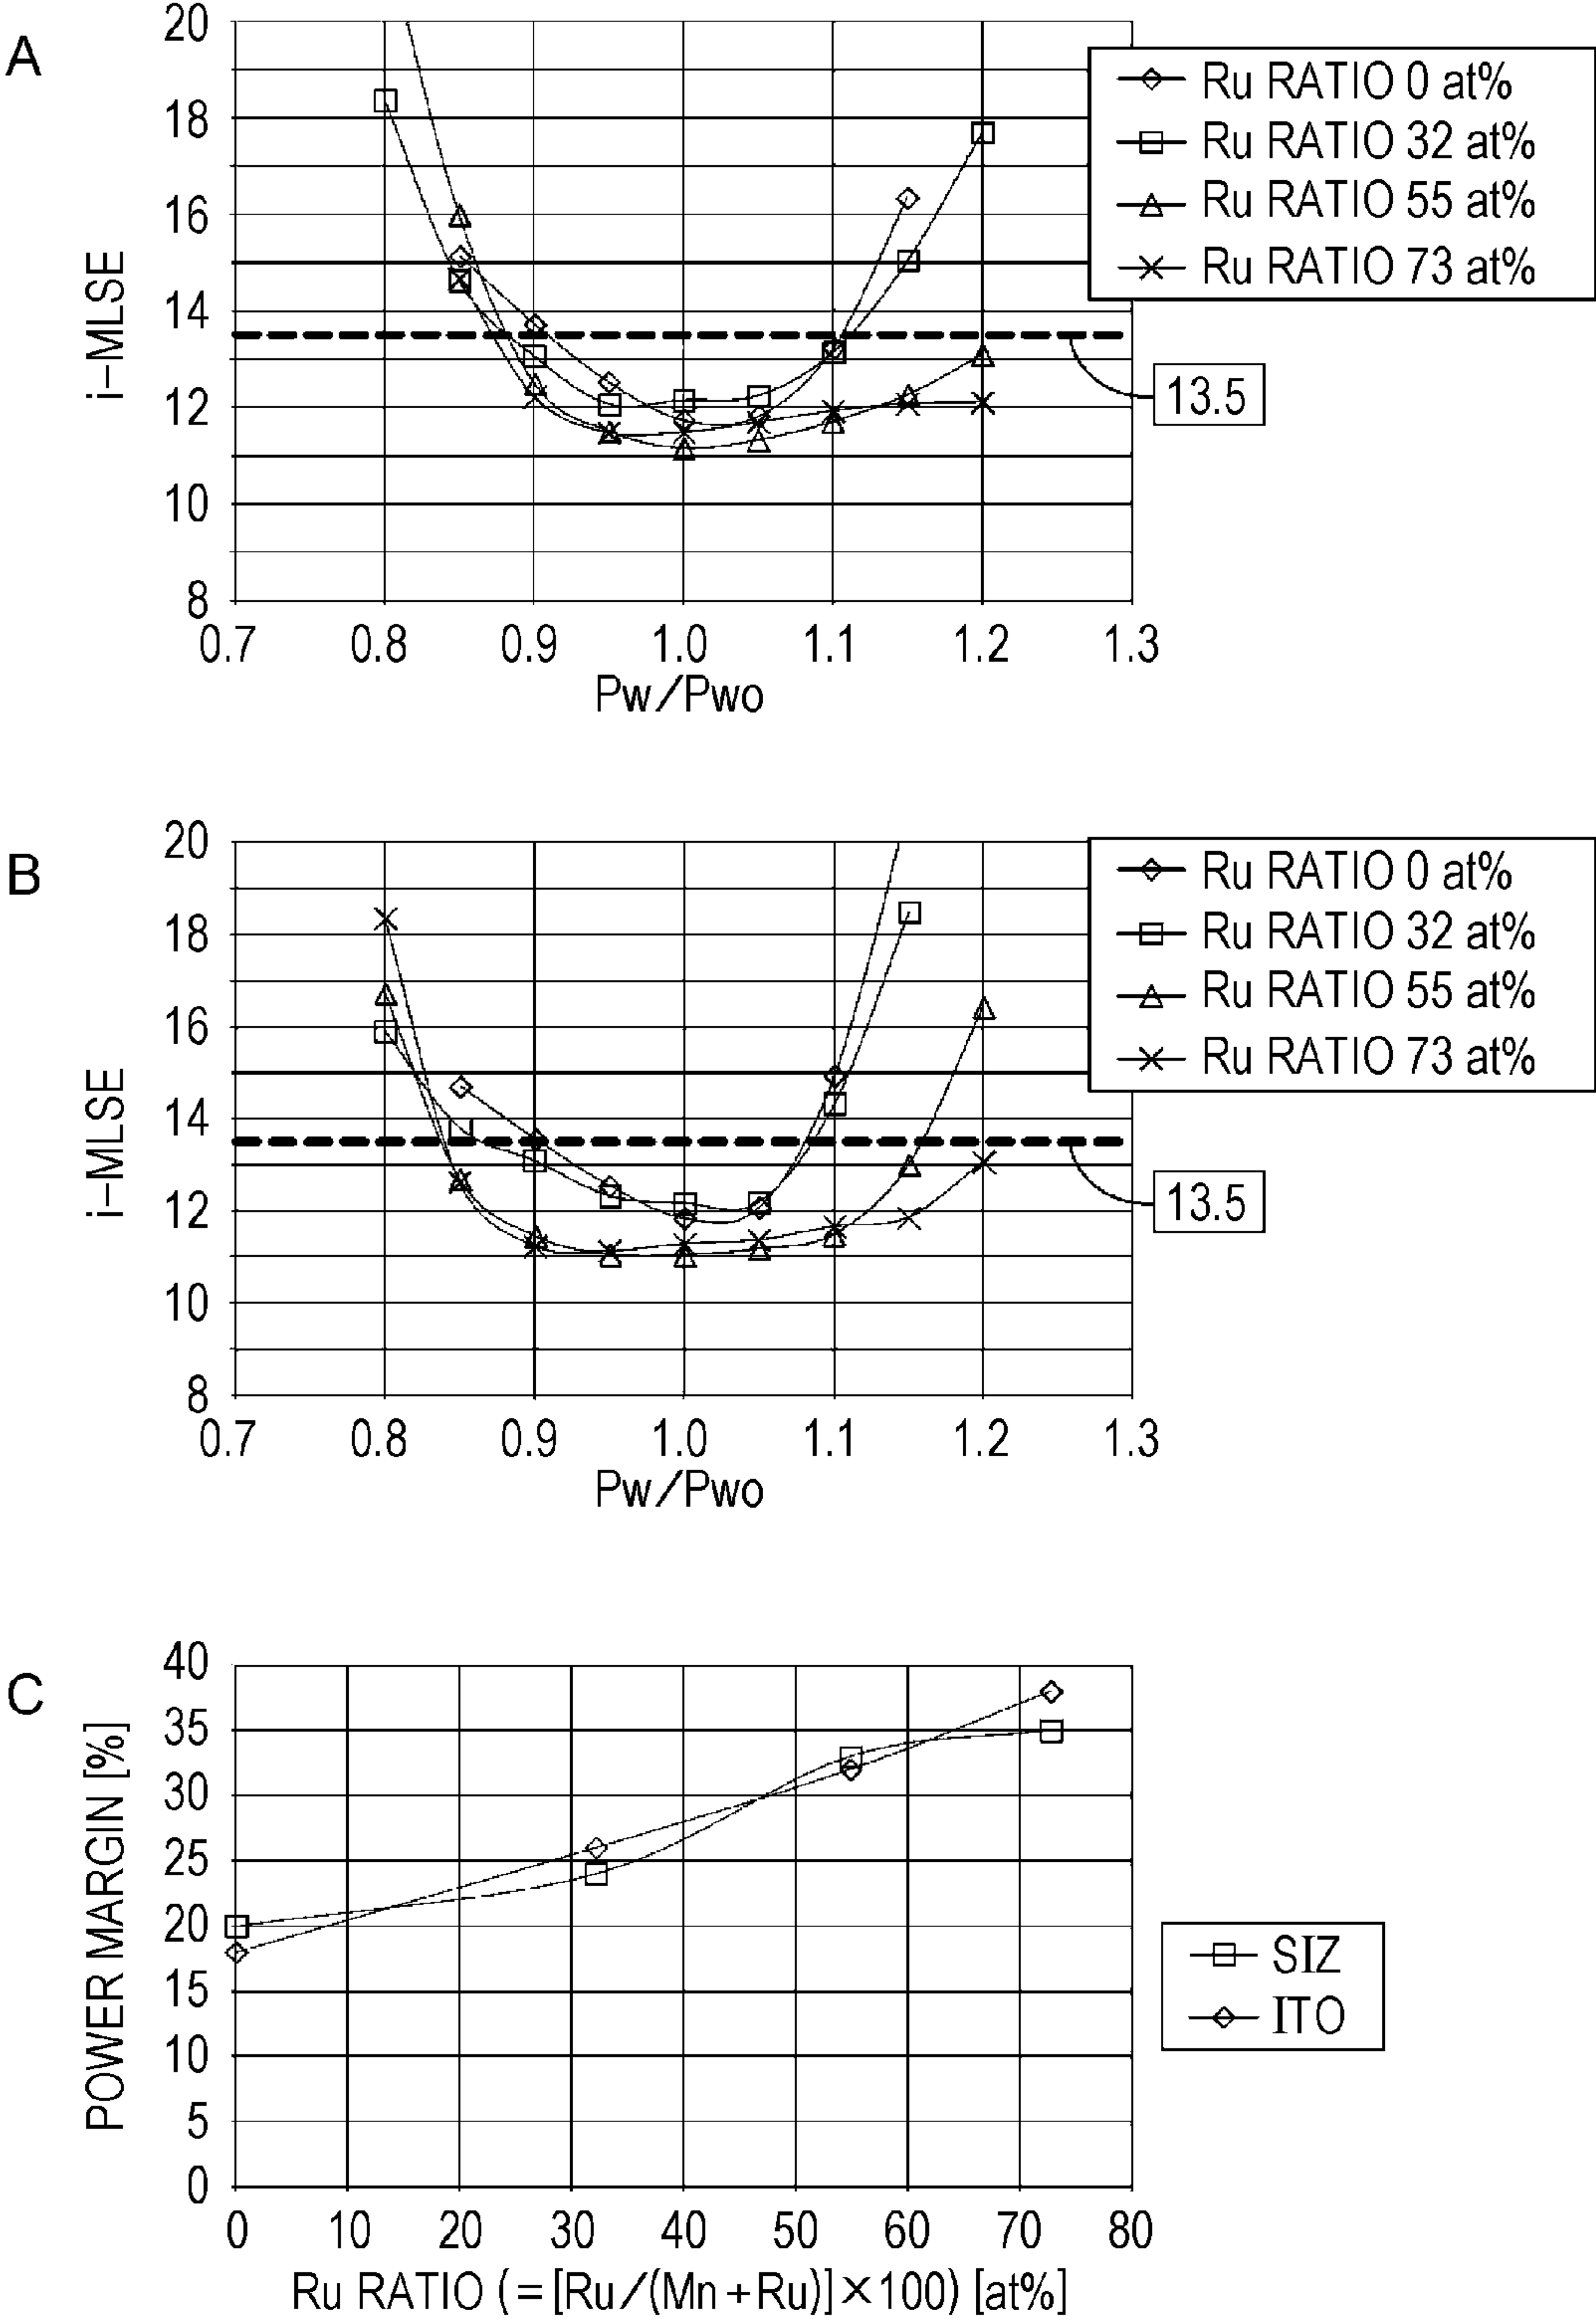 A
20
18
16
14
12
10
8
i-MLSE
0.7 0.8 0.9 1.0 1.1 1.2 1.3
Pw/Pwo
Ru RATIO 0 at%
Ru RATIO 32 at%
Ru RATIO 55 at%
Ru RATIO 73 at%
13.5
B
20
18
16
14
12
10
8
i-MLSE
0.7 0.8 0.9 1.0 1.1 1.2 1.3
Pw/Pwo
Ru RATIO 0 at%
Ru RATIO 32 at%
Ru RATIO 55 at%
Ru RATIO 73 at%
13.5
C
40
35
30
25
20
15
10
5
0
POWER MARGIN [%]
0 10 20 30 40 50 60 70 80
Ru RATIO (=[Ru/(Mn+Ru)]×100) [at%]
SIZ
ITO